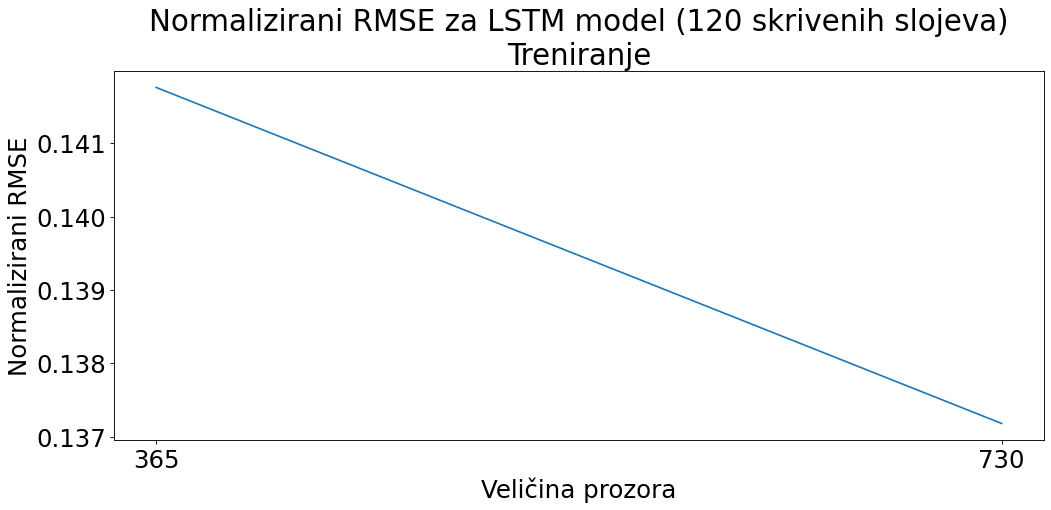 Normalizirani RMSE za LSTM model (120 skrivenih slojeva)
Treniranje
Normalizirani RMSE
0.141
0.140
0.139
0.138
0.137
365
730
Veličina prozora